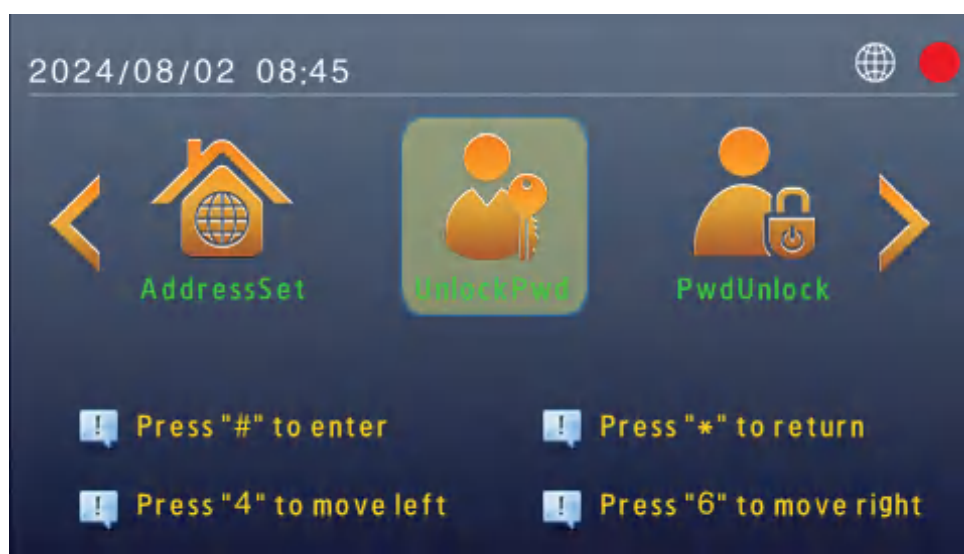 2024/08/02 08:45
AddressSet
UnlockPwd
PwdUnlock
Press "#" to enter
Press "*" to return
Press "4" to move left
Press "6" to move right